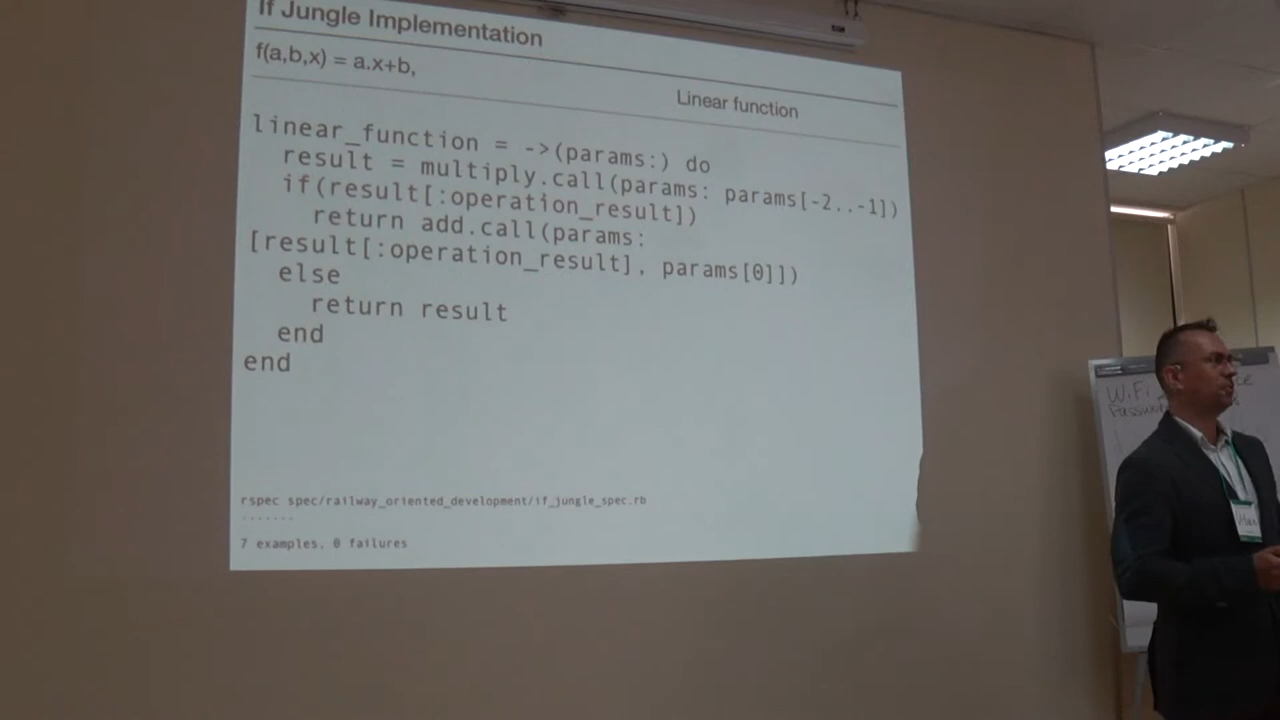 If Jungle Implementation
f(a,b,x) = a.x+b,
Linear function
linear_function = ->(params:) do
result = multiply.call(params: params[-2..-1])
if(result[:operation_result])
return add.call(params:
[result[:operation_result], params[0]])
else
return result
end
end
rspec spec/railway_oriented_development/if_jungle_spec.rb
.......
7 examples, 0 failures
WiFi